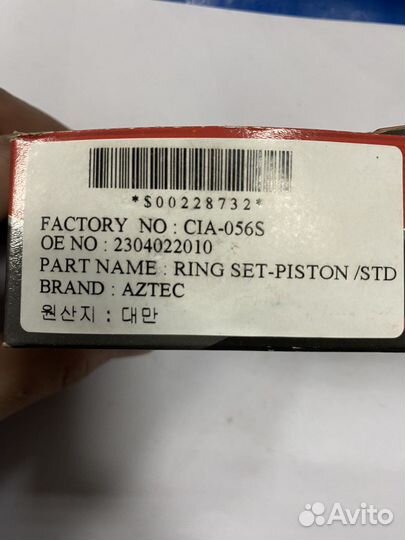 *S00228732*
FACTORY NO : CIA-056S
OE NO : 2304022010
PART NAME : RING SET-PISTON /STD
BRAND : AZTEC
원산지 : 대만
Avito